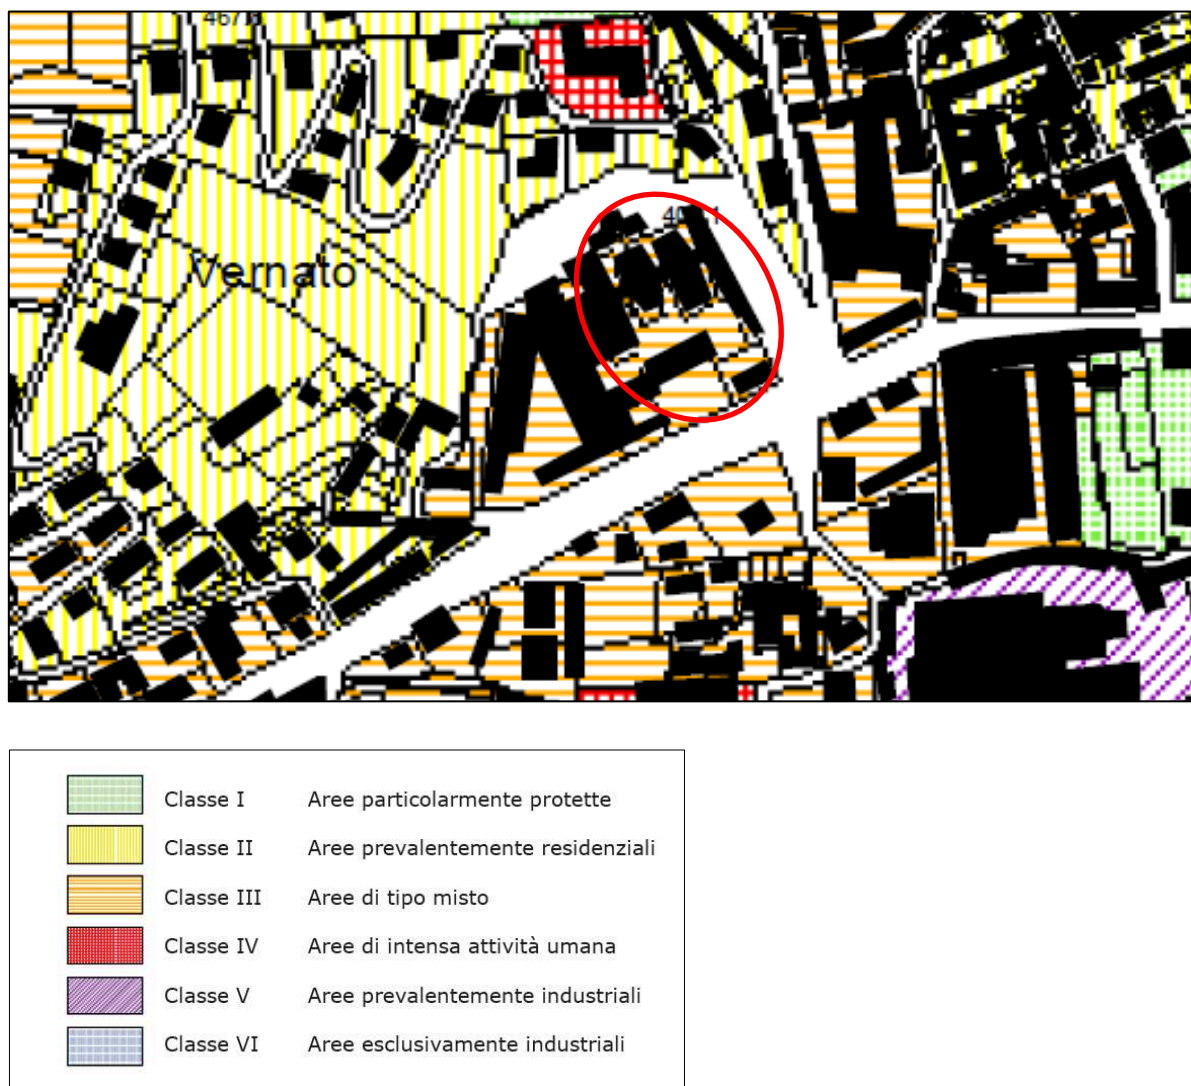 Vernato
Classe I Aree particolarmente protette
Classe II Aree prevalentemente residenziali
Classe III Aree di tipo misto
Classe IV Aree di intensa attività umana
Classe V Aree prevalentemente industriali
Classe VI Aree esclusivamente industriali